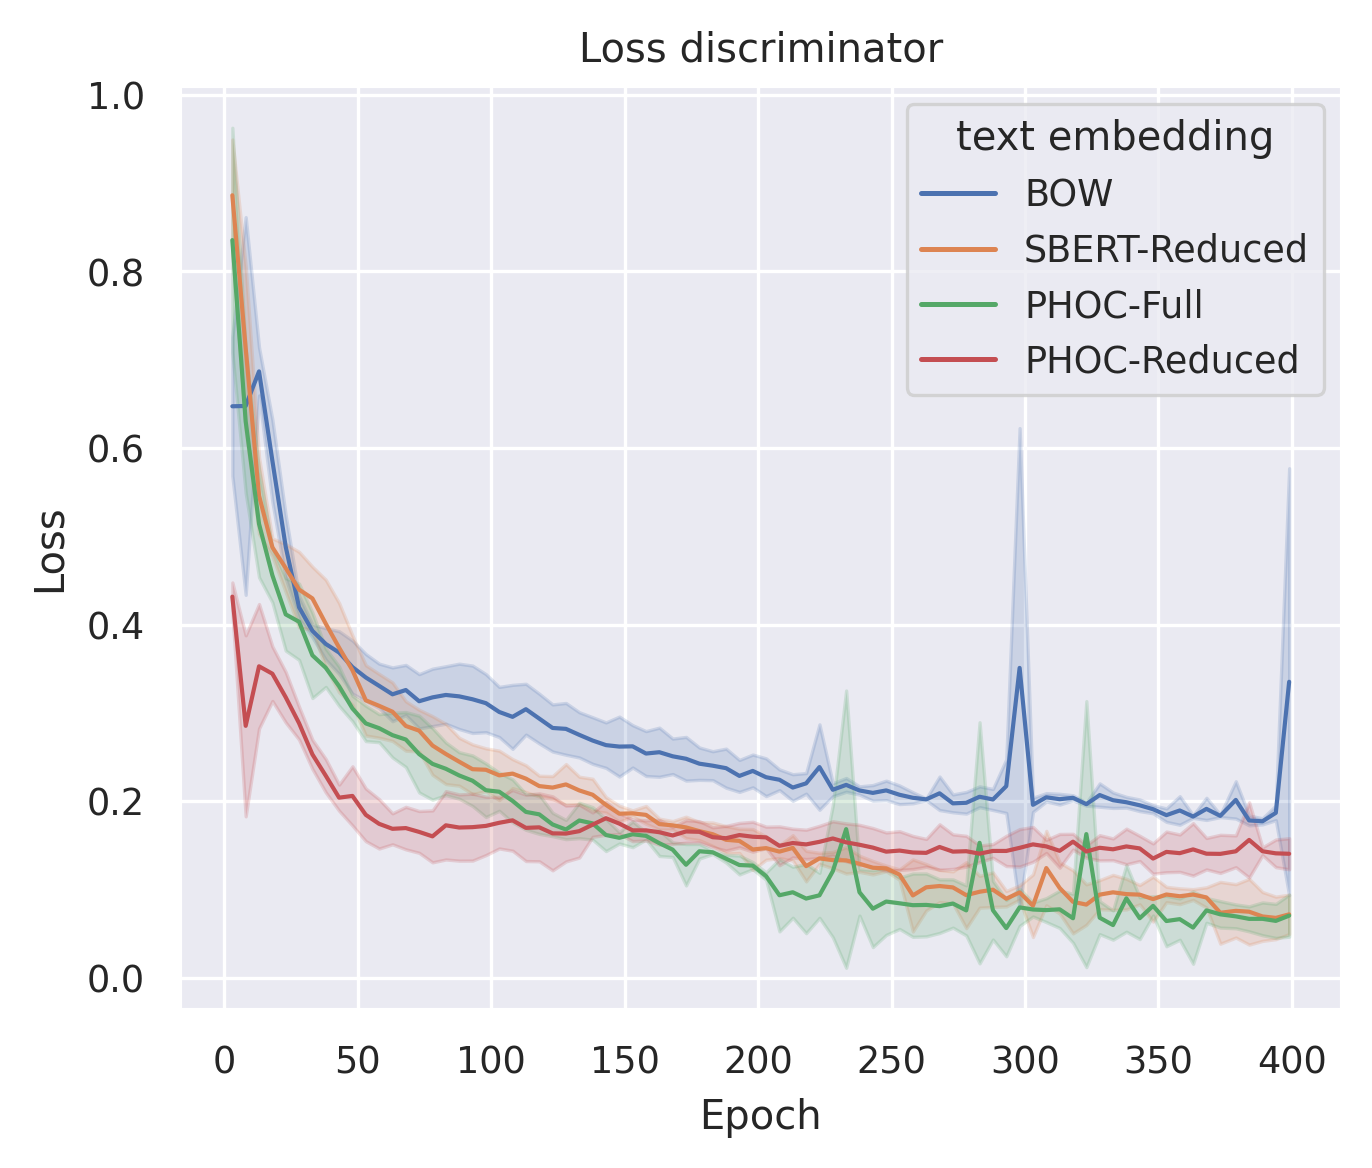 Loss discriminator
1.0
0.8
0.6
0.4
0.2
0.0
Loss
text embedding
BOW
SBERT-Reduced
PHOC-Full
PHOC-Reduced
0 50 100 150 200 250 300 350 400
Epoch